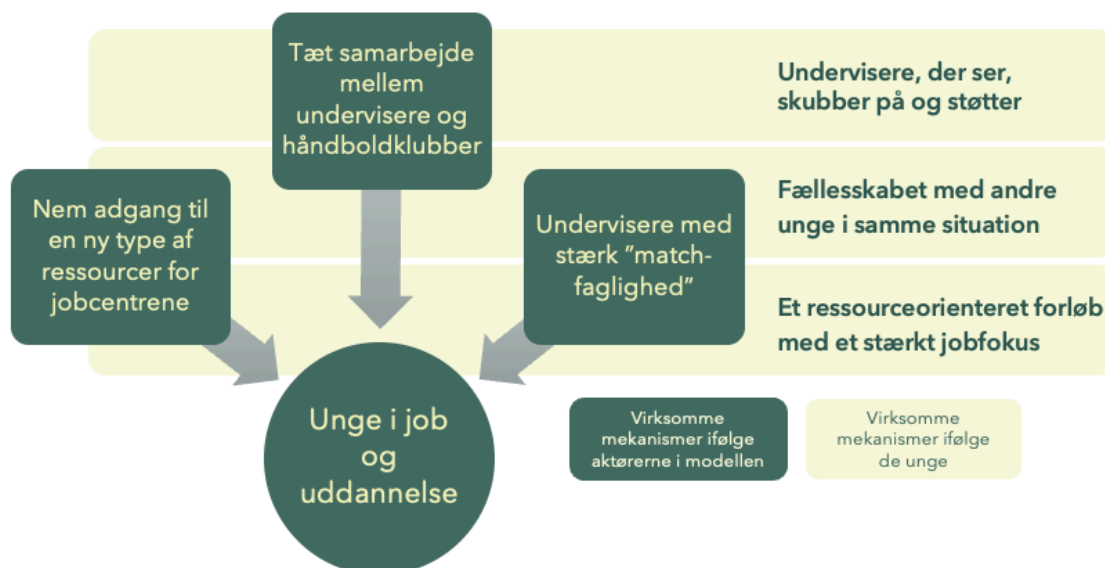 Tæt samarbejde
mellem
undervisere og
håndboldklubber
Undervisere, der ser,
skubber på og støtter
Nem adgang til
en ny type af
ressourcer for
jobcentrene
Undervisere med
stærk ”match-
faglighed”
Fællesskabet med andre
unge i samme situation
Et ressourceorienteret forløb
med et stærkt jobfokus
Unge i job
og
uddannelse
Virksomme
mekanismer ifølge
aktørerne i modellen
Virksomme
mekanismer ifølge
de unge